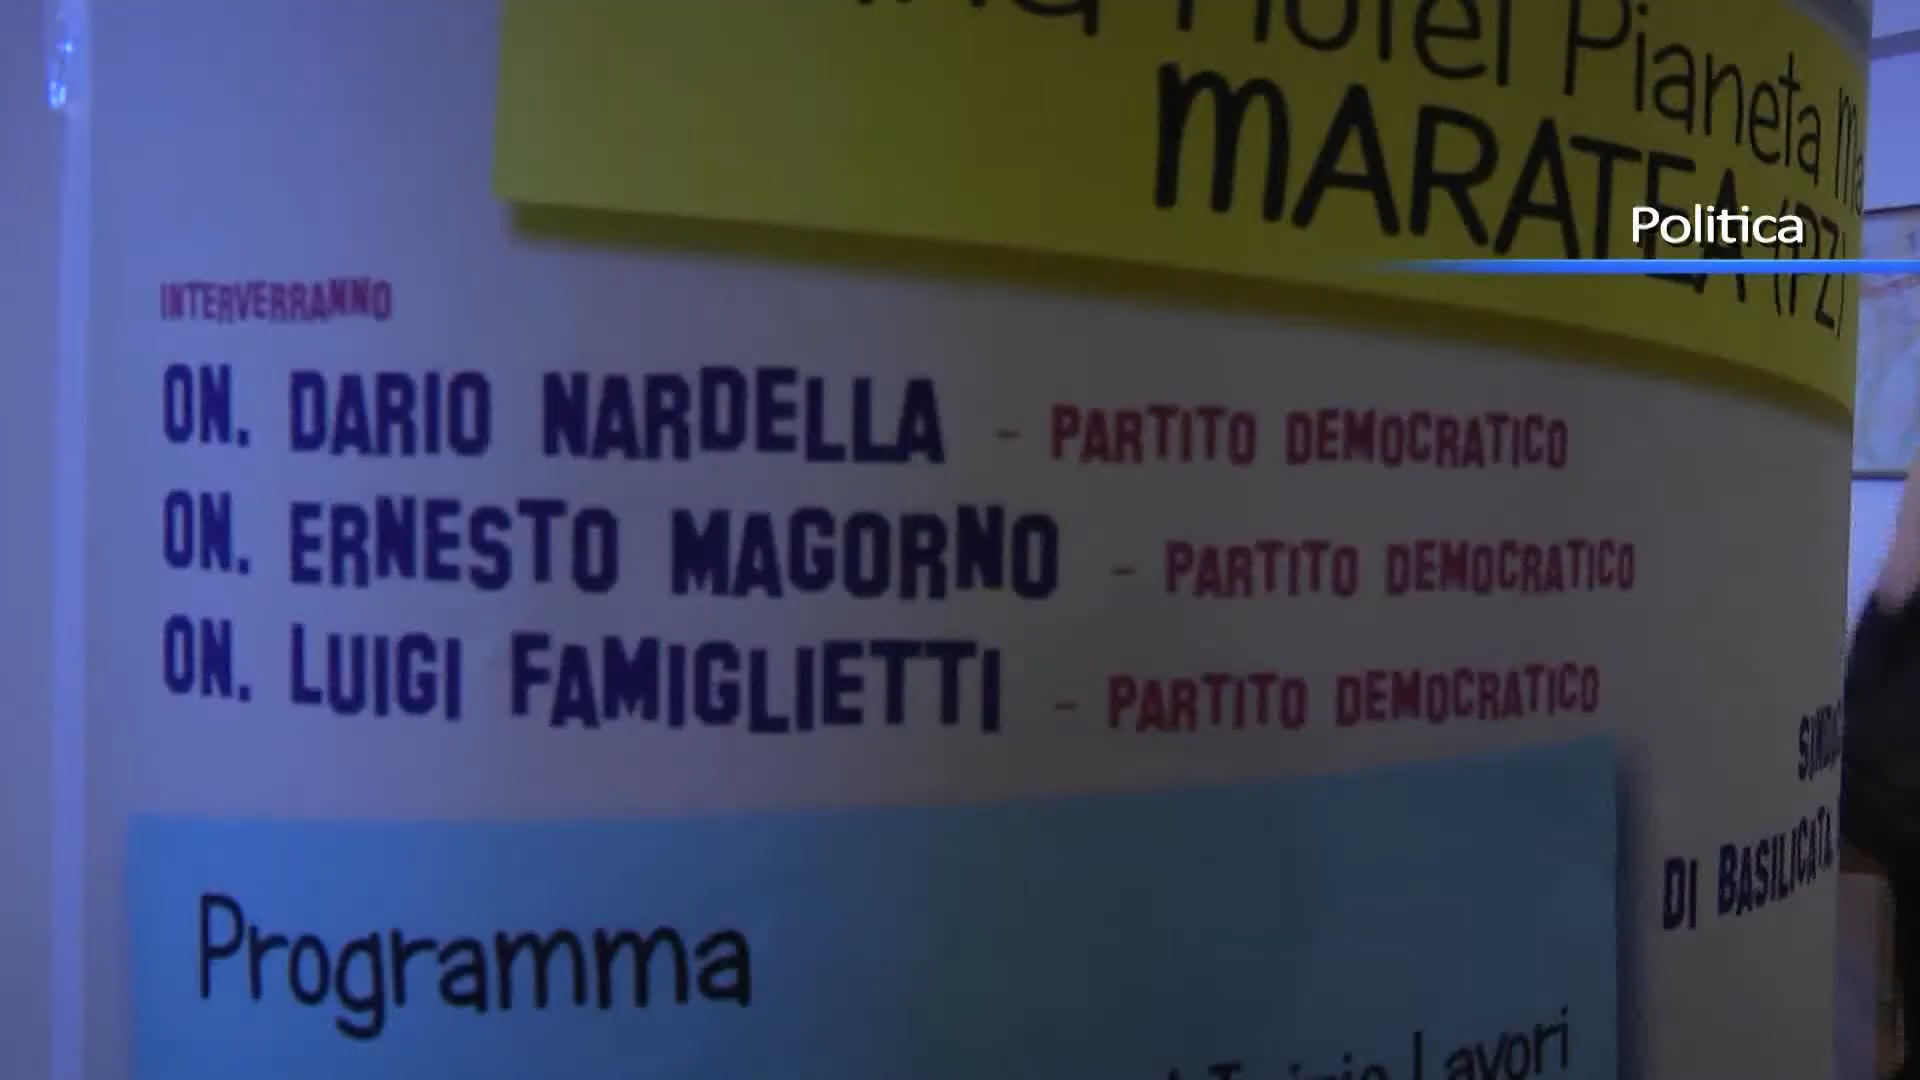 Hotel Pianeta
MARATEA (PZ)
Politica
INTERVERRANNO
ON. DARIO NARDELLA - PARTITO DEMOCRATICO
ON. ERNESTO MAGORNO - PARTITO DEMOCRATICO
ON. LUIGI FAMIGLIETTI - PARTITO DEMOCRATICO
DI BASILICATA
Programma
Lavori